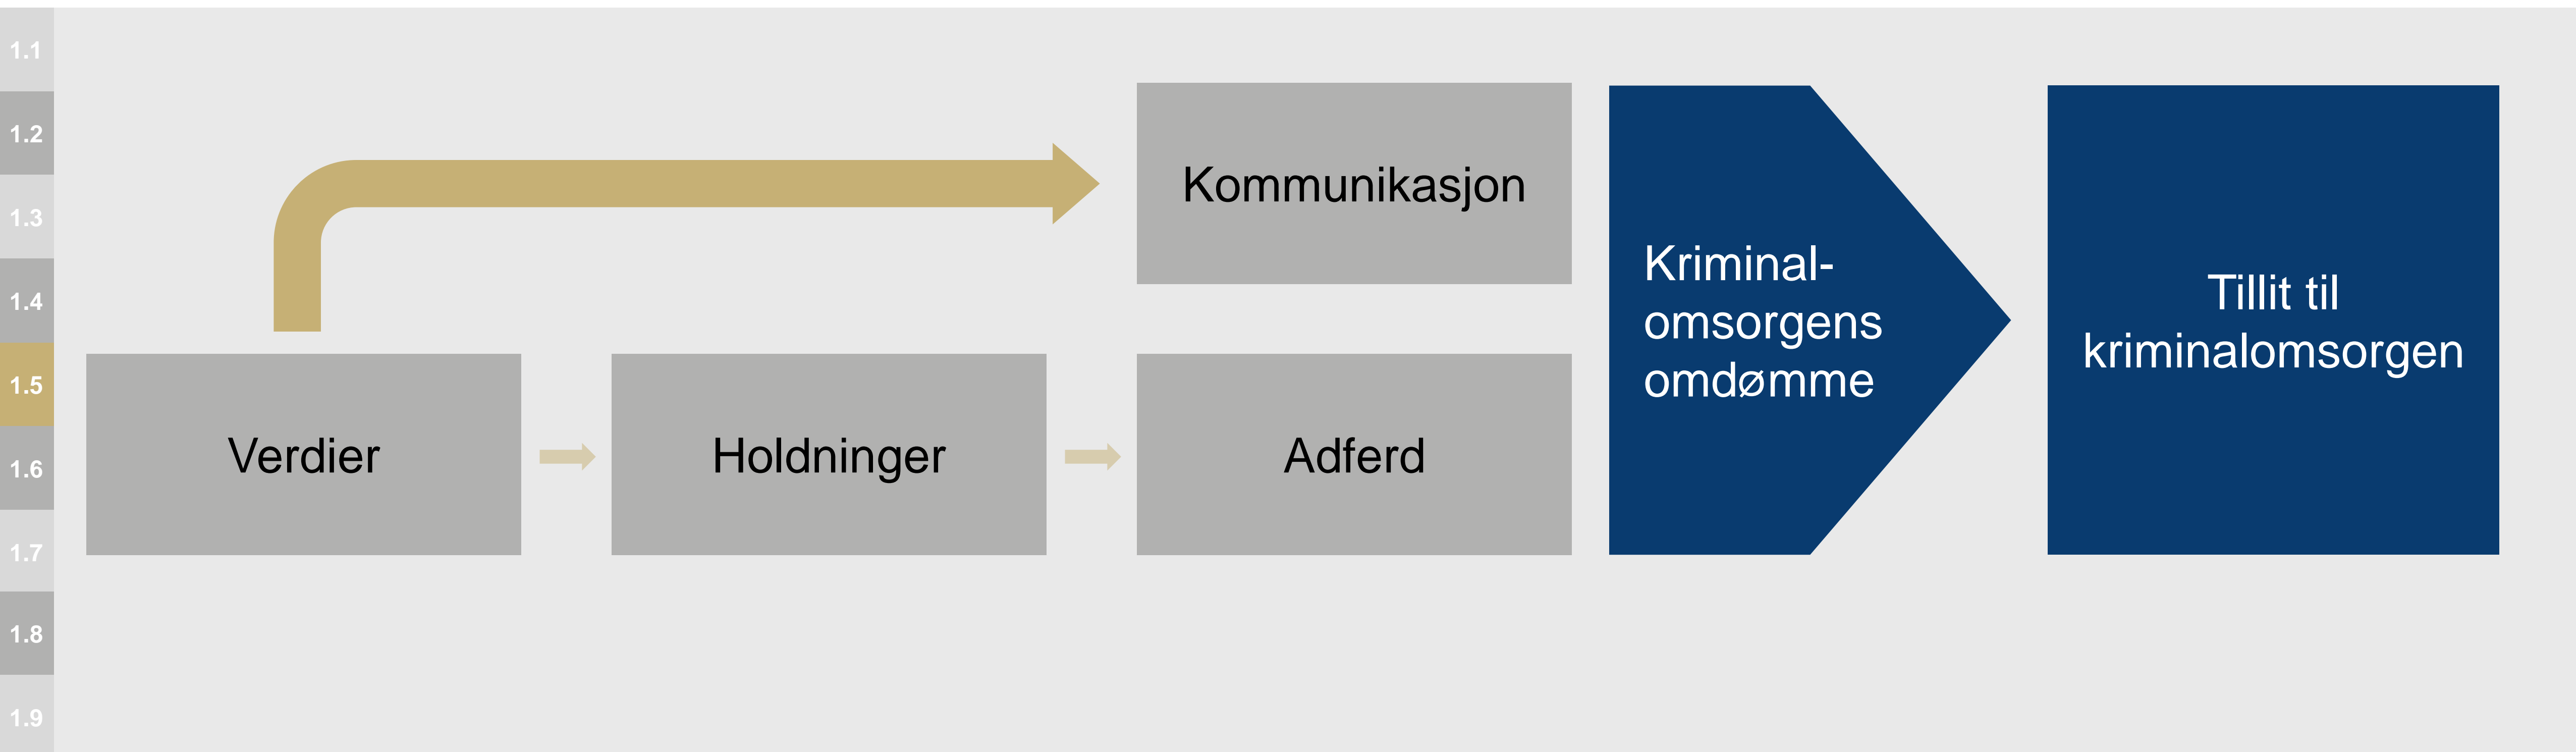 1.1
1.2
1.3
1.4
1.5
1.6
1.7
1.8
1.9
Kommunikasjon
Verdier
Holdninger
Adferd
Kriminal-
omsorgens
omdømme
Tillit til
kriminalomsorgen